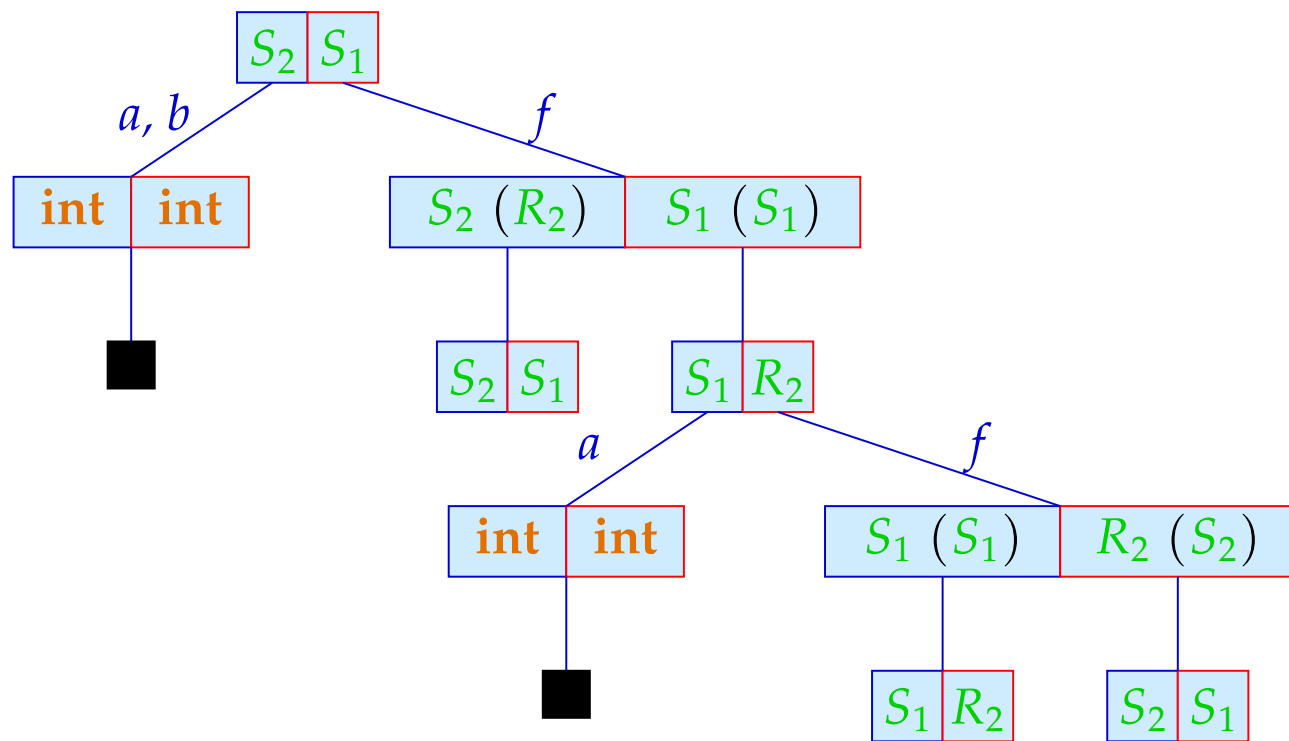 S₂ S₁
a, b f
int int S₂ (R₂) S₁ (S₁)
S₂ S₁ S₁ R₂
a f
int int S₁ (S₁) R₂ (S₂)
S₁ R₂ S₂ S₁